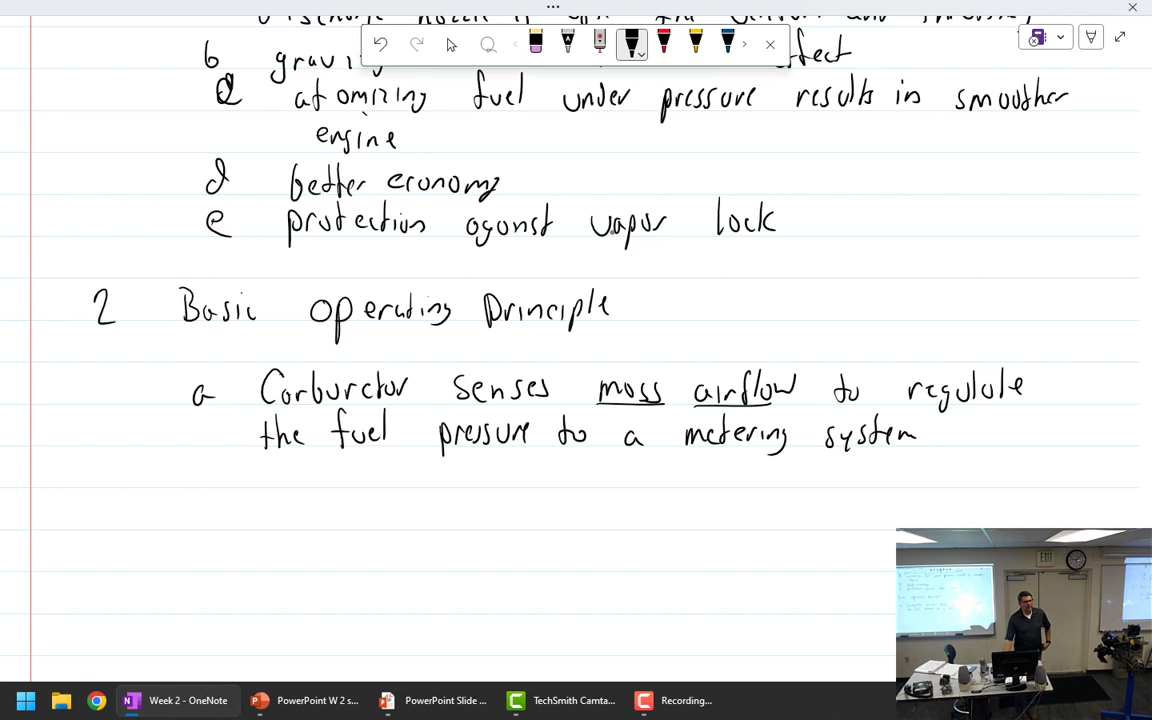 b gravi ffect
c atomizing fuel under pressure results in smoother
engine
d better economy
e protection against vapor lock
2 Basic operating Principle
a Carburetor senses mass airflow to regulate
the fuel pressure to a metering system
EXIT
Week 2 - OneNote
PowerPoint W 2 s...
PowerPoint Slide ...
TechSmith Camta...
Recording...